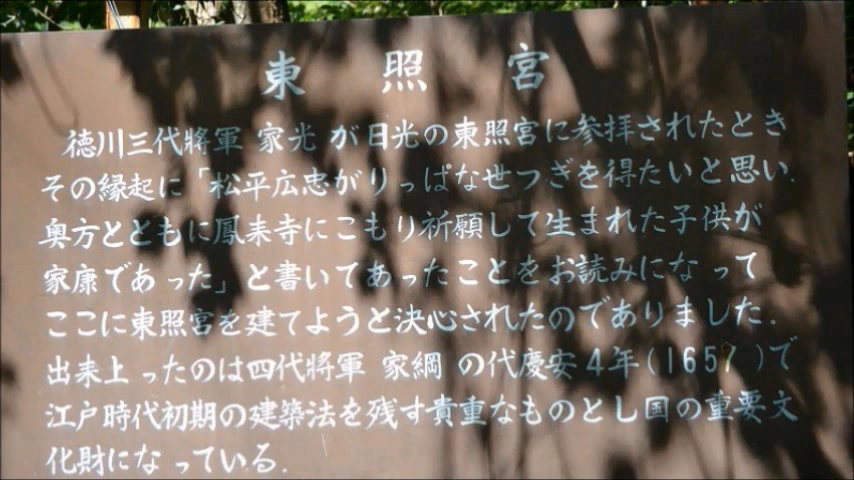 東照宮
徳川三代将軍 家光 が日光の東照宮に参拝されたとき
その縁起に「松平広忠がりっぱなせつぎを得たいと思い.
奥方とともに鳳来寺にこもり祈願して生まれた子供が
家康であった」と書いてあったことをお読みになって
ここに東照宮を建てようと決心されたのでありました.
出来上ったのは四代将軍 家綱 の代慶安4年(1651)で
江戸時代初期の建築法を残す貴重なものとし国の重要文
化財になっている.